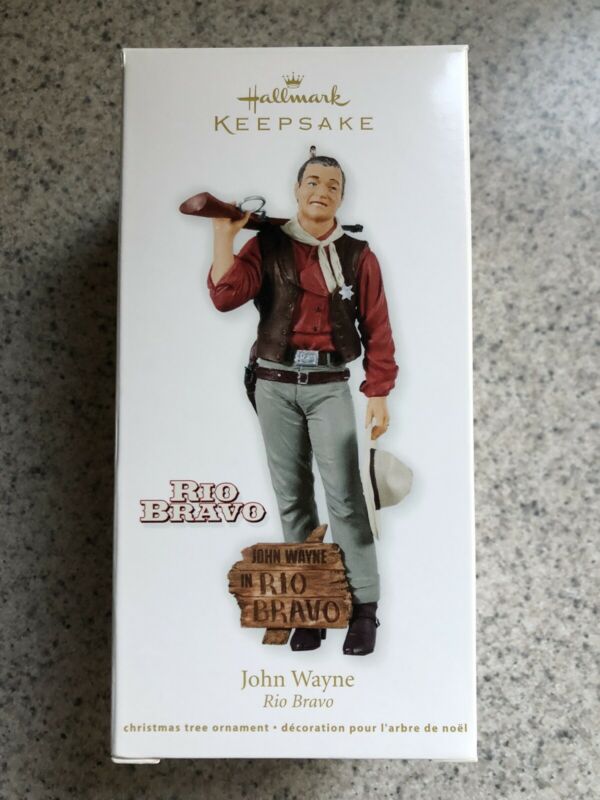 Hallmark
KEEPSAKE
RIO
BRAVO
JOHN WAYNE
IN RIO
BRAVO
John Wayne
Rio Bravo
christmas tree ornament • décoration pour l'arbre de noël